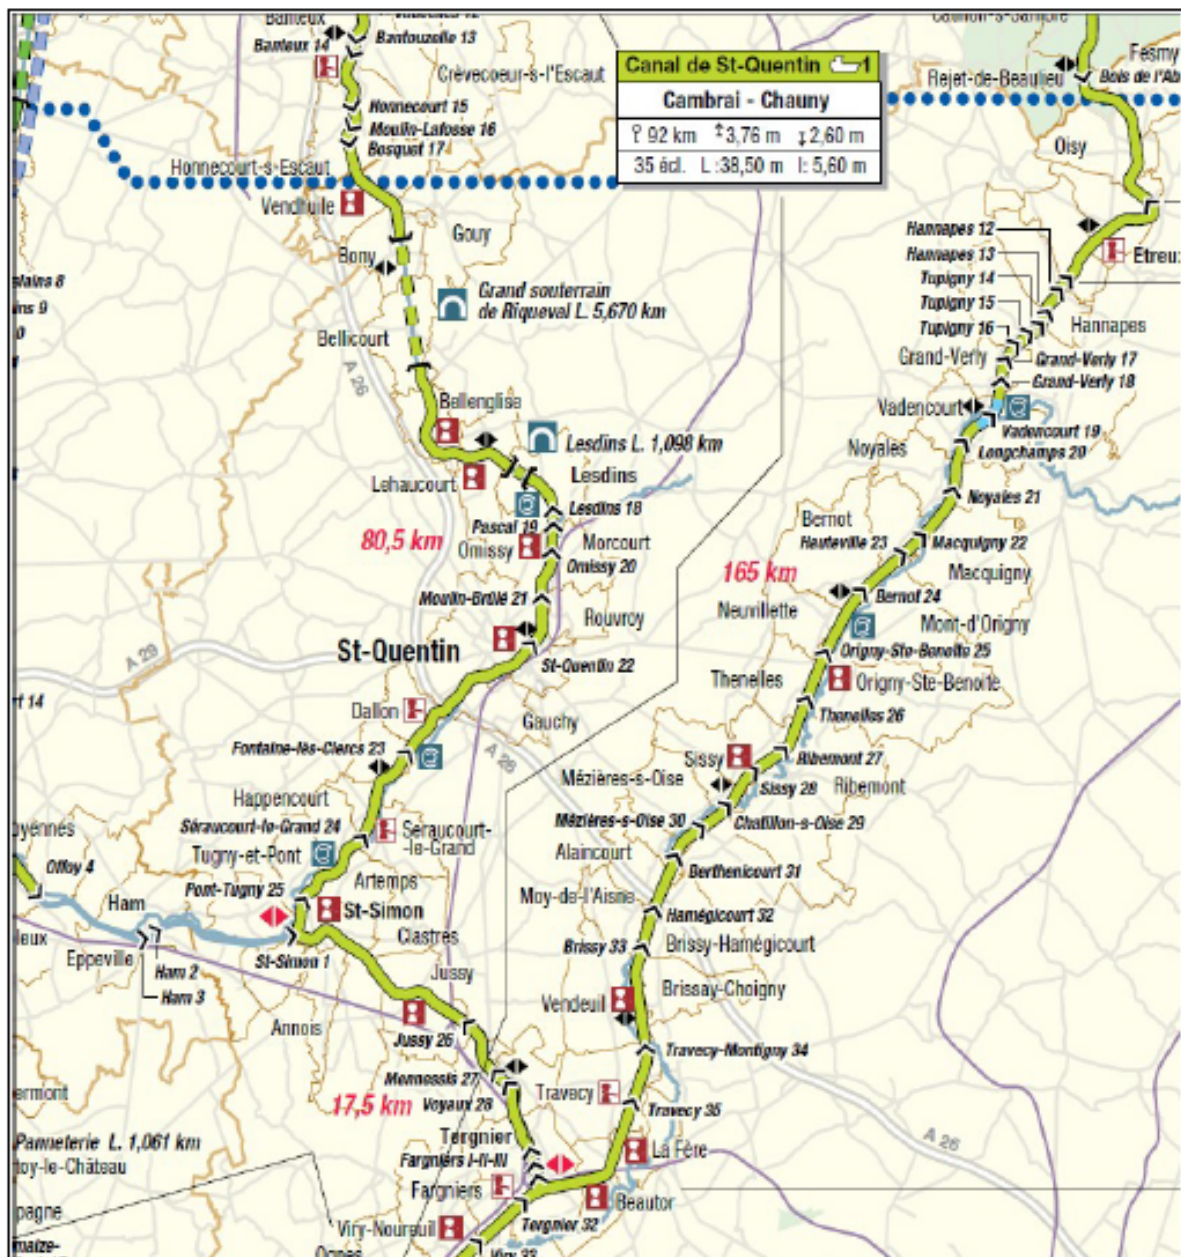 Banteux 14
Bantouzelle 13
Crèvecoeur-s-l'Escaut
Canal de St-Quentin 1
Cambrai - Chauny
92 km 3,76 m 2,60 m
35 écl. L :38,50 m l: 5,60 m
Fesmy
Rejet-de-Beaulieu
Oisy
Honnecourt 15
Moulin-Lafosse 16
Bosquet 17
Honnecourt-s-Escaut
Vendhuile
Gouy
Bony
Grand souterrain
de Riqueval L. 5,670 km
Bellicourt
A 26
Hannapes 12
Hannapes 13
Tupigny 14
Tupigny 15
Tupigny 16
Hannapes
Grand-Verly
Grand-Verly 17
Grand-Verly 18
Vadencourt
Vadencourt 19
Longchamps 20
Noyales
Noyales 21
Bellenglise
Lesdins L. 1,098 km
Lehaucourt
Lesdins
Lesdins 18
Pascal 19
80,5 km
Omissy
Morcourt
Omissy 20
Moulin-Brûlé 21
Rouvroy
Bernot
Hauteville 23
Macquigny 22
Macquigny
165 km
Bernot 24
Neuvillette
Mont-d'Origny
Origny-Ste-Benoîte 25
Origny-Ste-Benoîte
Thenelles
Thenelles 26
A 29
St-Quentin
St-Quentin 22
Dallon
Gauchy
A 26
Fontaine-lès-Clercs 23
Sissy
Ribemont 27
Mézières-s-Oise
Sissy 28
Ribemont
Happencourt
Séraucourt-le-Grand 24
Seraucourt-
-le-Grand
Mézières-s-Oise 30
Chatillon-s-Oise 29
Tugny-et-Pont
Alaincourt
Berthenicourt 31
Offoy 4
Pont-Tugny 25
Artemps
Moy-de-l'Aisne
Ham
St-Simon
Hamégicourt 32
Clastres
Brissy 33
Brissy-Hamégicourt
Eppeville
Ham 2
Ham 3
St-Simon 1
Jussy
Brissay-Choigny
Vendeuil
Annois
Jussy 26
Travecy-Montigny 34
Mennessis 27
Voyaux 28
17,5 km
Travecy
Travecy 35
Panneterie L. 1,061 km
Tergnier
Fargniers I-II-III
La Fère
A 26
Fargniers
Beautor
Viry-Noureuil
Tergnier 32